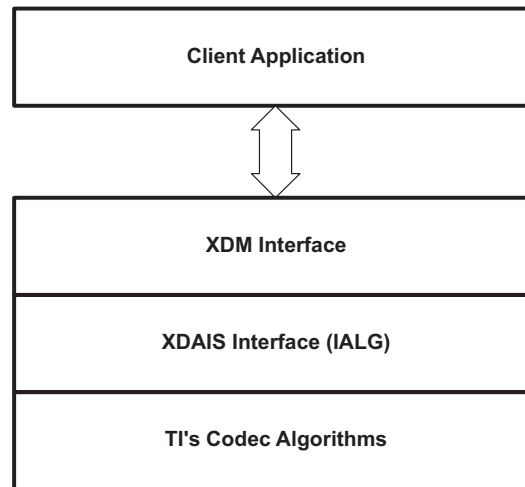 Client Application
XDM Interface
XDAIS Interface (IALG)
TI's Codec Algorithms